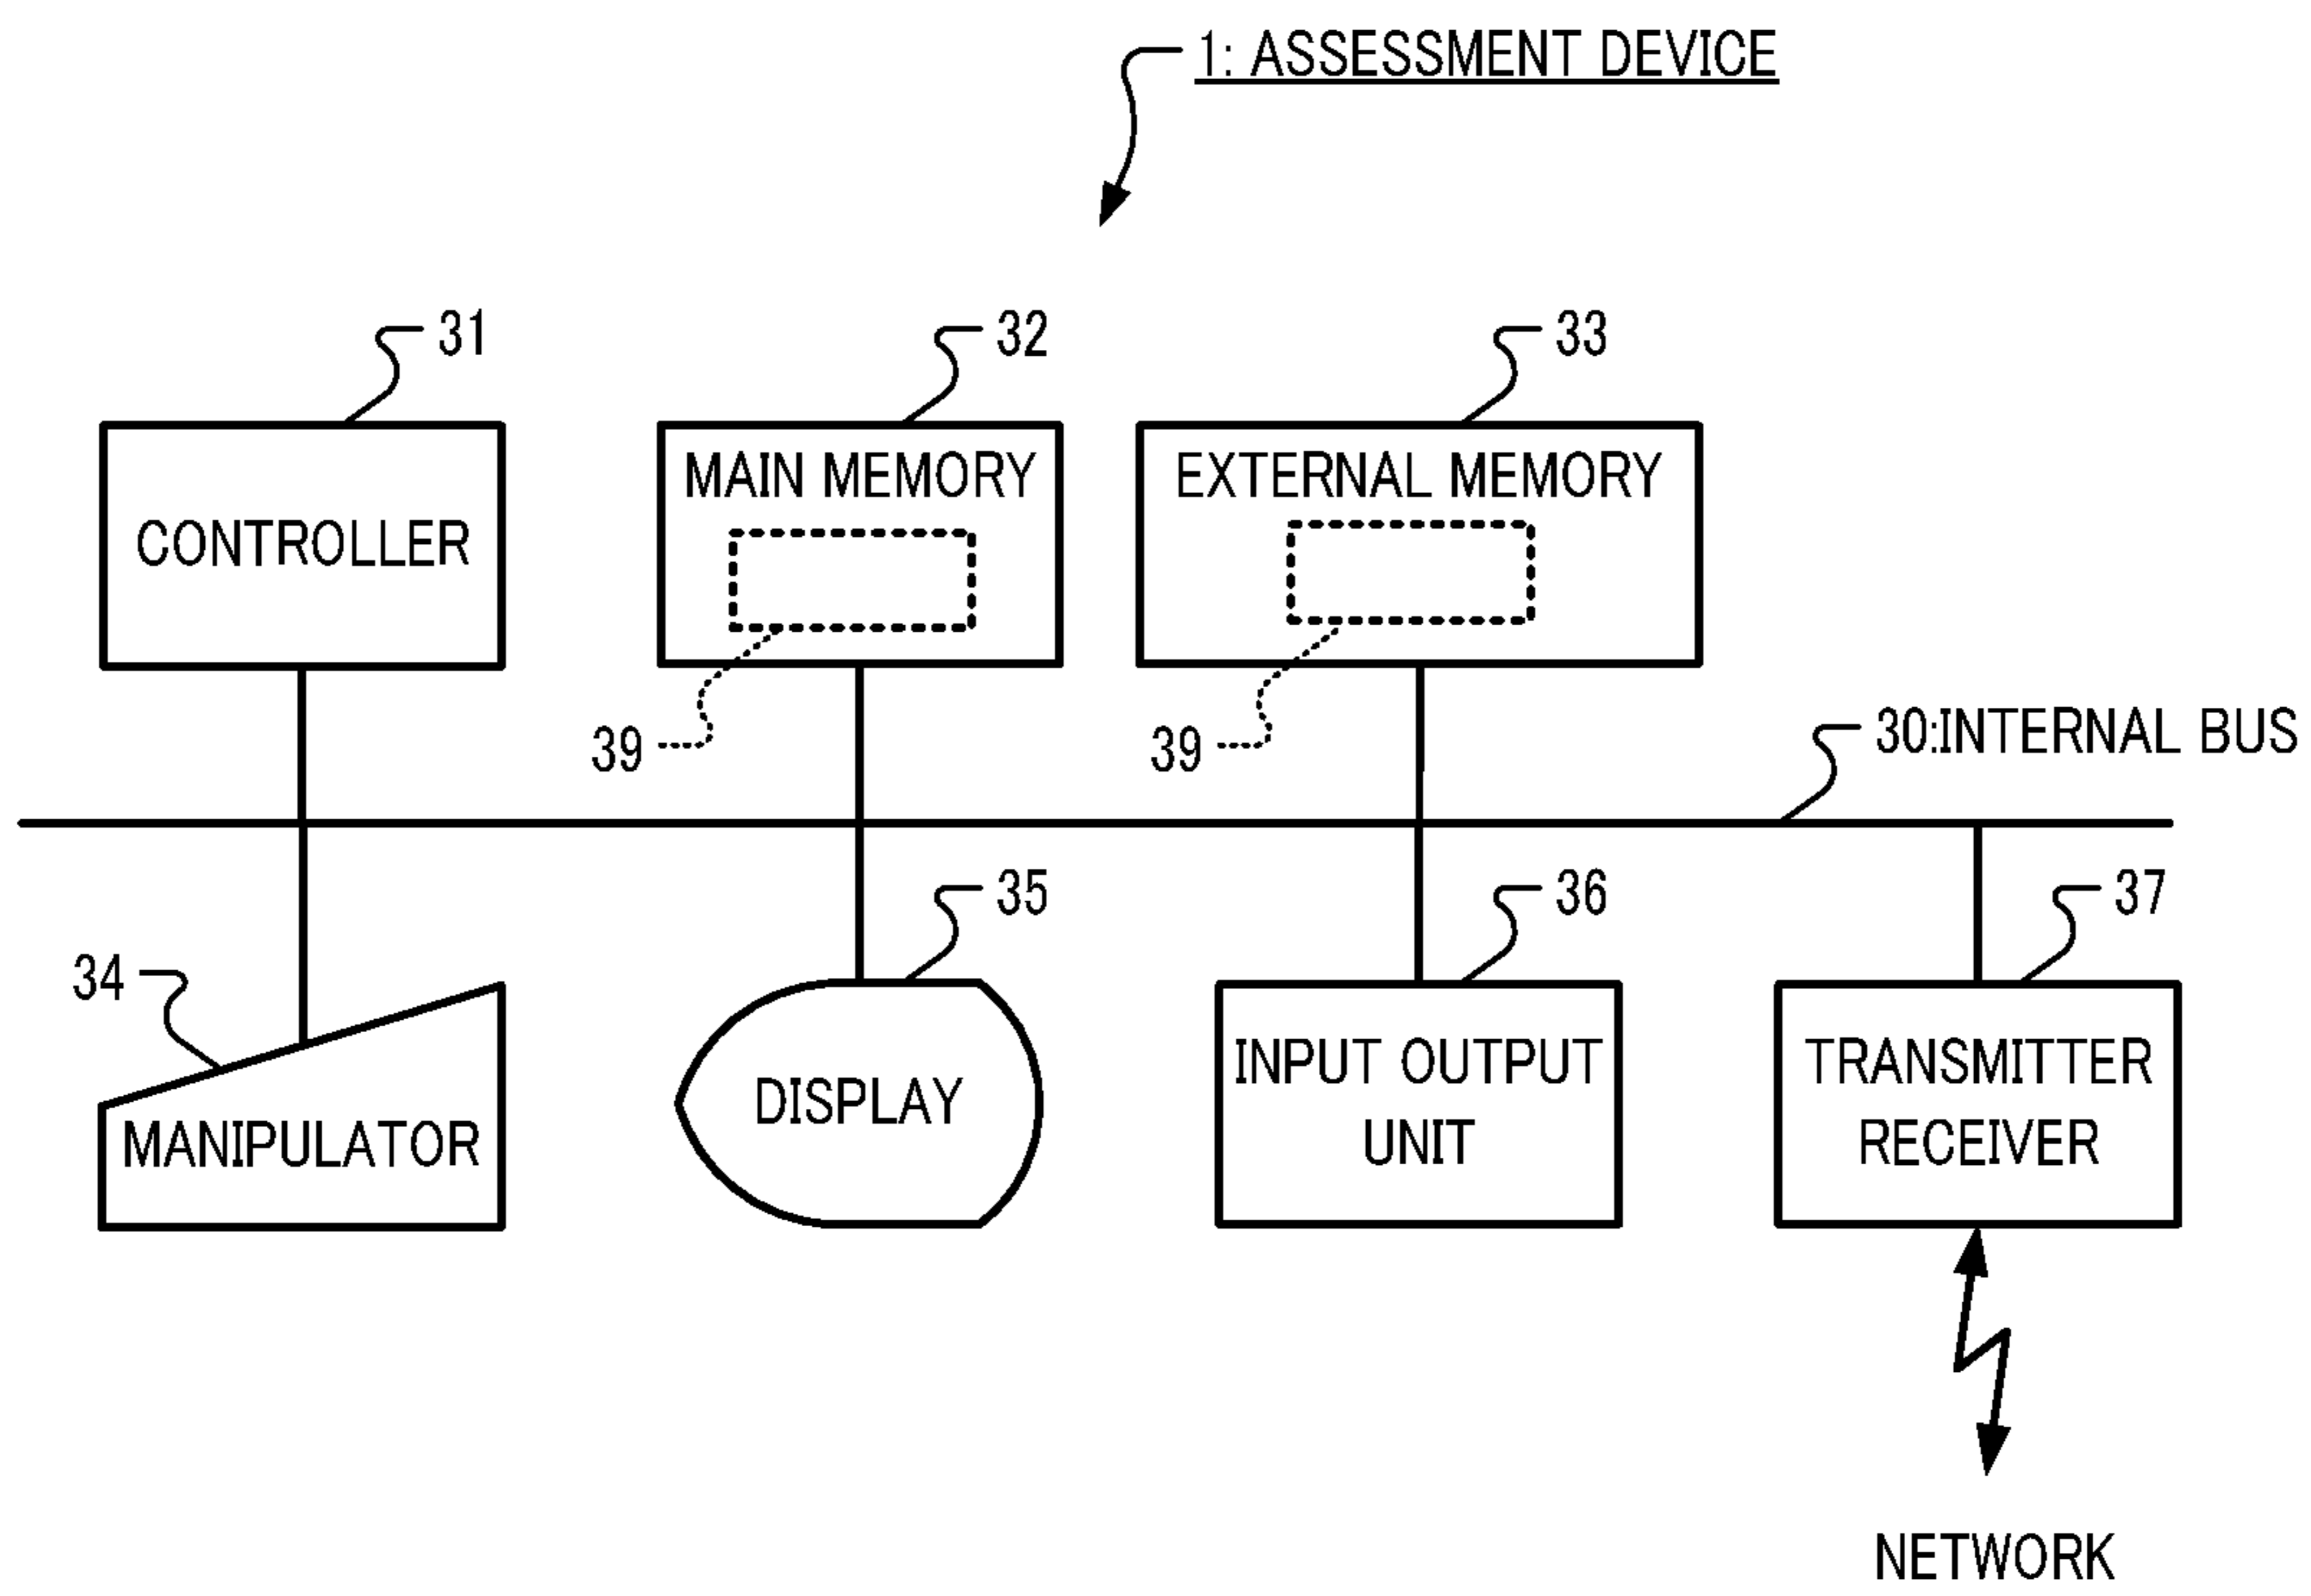 1: ASSESSMENT DEVICE
31
32
33
CONTROLLER
MAIN MEMORY
EXTERNAL MEMORY
39
39
30:INTERNAL BUS
34
35
36
37
MANIPULATOR
DISPLAY
INPUT OUTPUT
UNIT
TRANSMITTER
RECEIVER
NETWORK